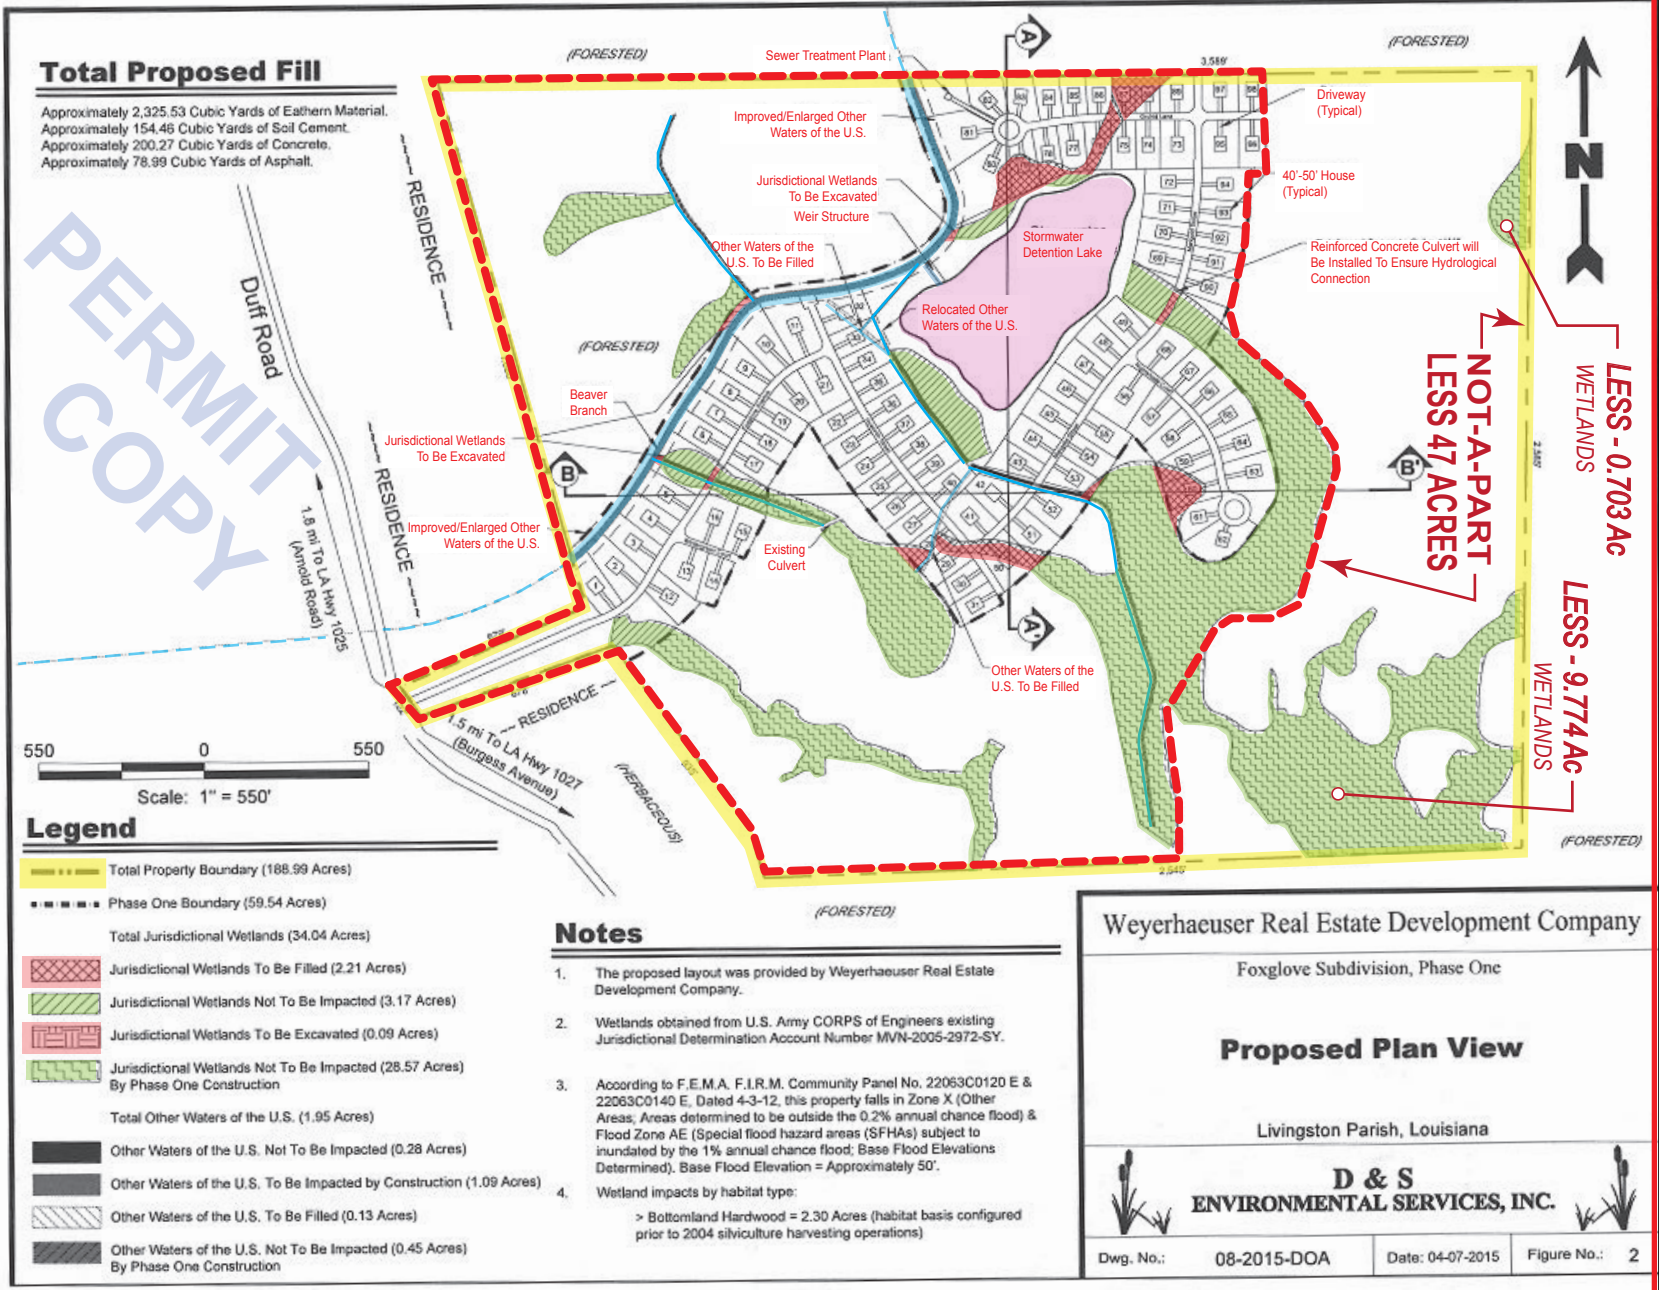 Total Proposed Fill
Approximately 2,325.53 Cubic Yards of Eathern Material.
Approximately 154.46 Cubic Yards of Soil Cement.
Approximately 200.27 Cubic Yards of Concrete.
Approximately 78.99 Cubic Yards of Asphalt.
PERMIT
COPY
(FORESTED)
(FORESTED)
3,589'
A
N
Sewer Treatment Plant
Improved/Enlarged Other
Waters of the U.S.
Jurisdictional Wetlands
To Be Excavated
Weir Structure
Other Waters of the
U.S. To Be Filled
Driveway
(Typical)
40'-50' House
(Typical)
Reinforced Concrete Culvert will
Be Installed To Ensure Hydrological
Connection
Stormwater
Detention Lake
Relocated Other
Waters of the U.S.
RESIDENCE
Duff Road
RESIDENCE
(FORESTED)
Beaver
Branch
Jurisdictional Wetlands
To Be Excavated
B
B'
Improved/Enlarged Other
Waters of the U.S.
Existing
Culvert
A'
Other Waters of the
U.S. To Be Filled
1.8 mi To LA Hwy 1025
(Arnold Road)
RESIDENCE
1.5 mi To LA Hwy 1027
(Burgess Avenue)
(HERBACEOUS)
NOT-A-PART
LESS 47 ACRES
LESS - 0.703 Ac
WETLANDS
LESS - 9.774 Ac
WETLANDS
2,585'
2,545'
(FORESTED)
(FORESTED)
550 0 550
Scale: 1" = 550'
Legend
Total Property Boundary (188.99 Acres)
Phase One Boundary (59.54 Acres)
Total Jurisdictional Wetlands (34.04 Acres)
Jurisdictional Wetlands To Be Filled (2.21 Acres)
Jurisdictional Wetlands Not To Be Impacted (3.17 Acres)
Jurisdictional Wetlands To Be Excavated (0.09 Acres)
Jurisdictional Wetlands Not To Be Impacted (28.57 Acres)
By Phase One Construction
Total Other Waters of the U.S. (1.95 Acres)
Other Waters of the U.S. Not To Be Impacted (0.28 Acres)
Other Waters of the U.S. To Be Impacted by Construction (1.09 Acres)
Other Waters of the U.S. To Be Filled (0.13 Acres)
Other Waters of the U.S. Not To Be Impacted (0.45 Acres)
By Phase One Construction
Notes
1. The proposed layout was provided by Weyerhaeuser Real Estate
Development Company.
2. Wetlands obtained from U.S. Army CORPS of Engineers existing
Jurisdictional Determination Account Number MVN-2005-2972-SY.
3. According to F.E.M.A. F.I.R.M. Community Panel No. 22063C0120 E &
22063C0140 E, Dated 4-3-12, this property falls in Zone X (Other
Areas; Areas determined to be outside the 0.2% annual chance flood) &
Flood Zone AE (Special flood hazard areas (SFHAs) subject to
inundated by the 1% annual chance flood; Base Flood Elevations
Determined). Base Flood Elevation = Approximately 50'.
4. Wetland impacts by habitat type:
> Bottomland Hardwood = 2.30 Acres (habitat basis configured
prior to 2004 silviculture harvesting operations)
Weyerhaeuser Real Estate Development Company
Foxglove Subdivision, Phase One
Proposed Plan View
Livingston Parish, Louisiana
D & S
ENVIRONMENTAL SERVICES, INC.
Dwg. No.: 08-2015-DOA
Date: 04-07-2015
Figure No.: 2